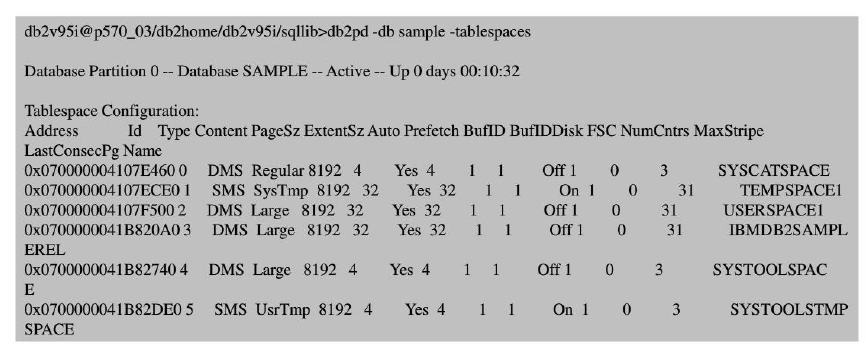 db2v95i@p570_03/db2home/db2v95i/sqllib>db2pd -db sample -tablespaces
Database Partition 0 -- Database SAMPLE -- Active -- Up 0 days 00:10:32
Tablespace Configuration:
Address Id Type Content PageSz ExtentSz Auto Prefetch BufID BufIDDisk FSC NumCntrs MaxStripe
LastConsecPg Name
0x070000004107E460 0 DMS Regular 8192 4 Yes 4 1 1 Off 1 0 3 SYSCATSPACE
0x070000004107ECE0 1 SMS SysTmp 8192 32 Yes 32 1 1 On 1 0 31 TEMPSPACE1
0x070000004107F500 2 DMS Large 8192 32 Yes 32 1 1 Off 1 0 31 USERSPACE1
0x0700000041B820A0 3 DMS Large 8192 32 Yes 32 1 1 Off 1 0 31 IBMDB2SAMPL
EREL
0x0700000041B82740 4 DMS Large 8192 4 Yes 4 1 1 Off 1 0 3 SYSTOOLSPAC
E
0x0700000041B82DE0 5 SMS UsrTmp 8192 4 Yes 4 1 1 On 1 0 3 SYSTOOLSTMP
SPACE